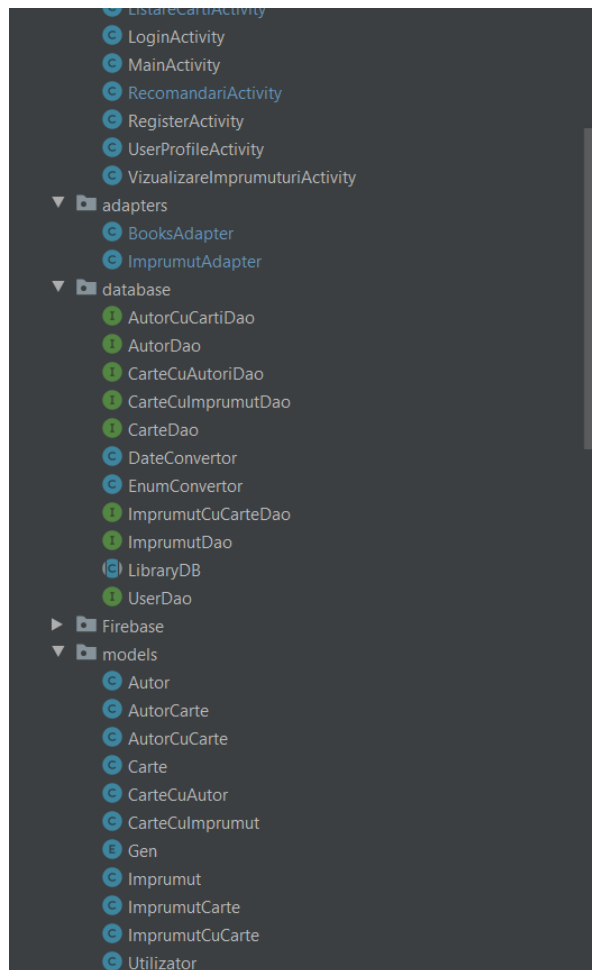 ListareCartiActivity
LoginActivity
MainActivity
RecomandariActivity
RegisterActivity
UserProfileActivity
VizualizareImprumuturiActivity
adapters
BooksAdapter
ImprumutAdapter
database
AutorCuCartiDao
AutorDao
CarteCuAutoriDao
CarteCuImprumutDao
CarteDao
DateConvertor
EnumConvertor
ImprumutCuCarteDao
ImprumutDao
LibraryDB
UserDao
Firebase
models
Autor
AutorCarte
AutorCuCarte
Carte
CarteCuAutor
CarteCuImprumut
Gen
Imprumut
ImprumutCarte
ImprumutCuCarte
Utilizator